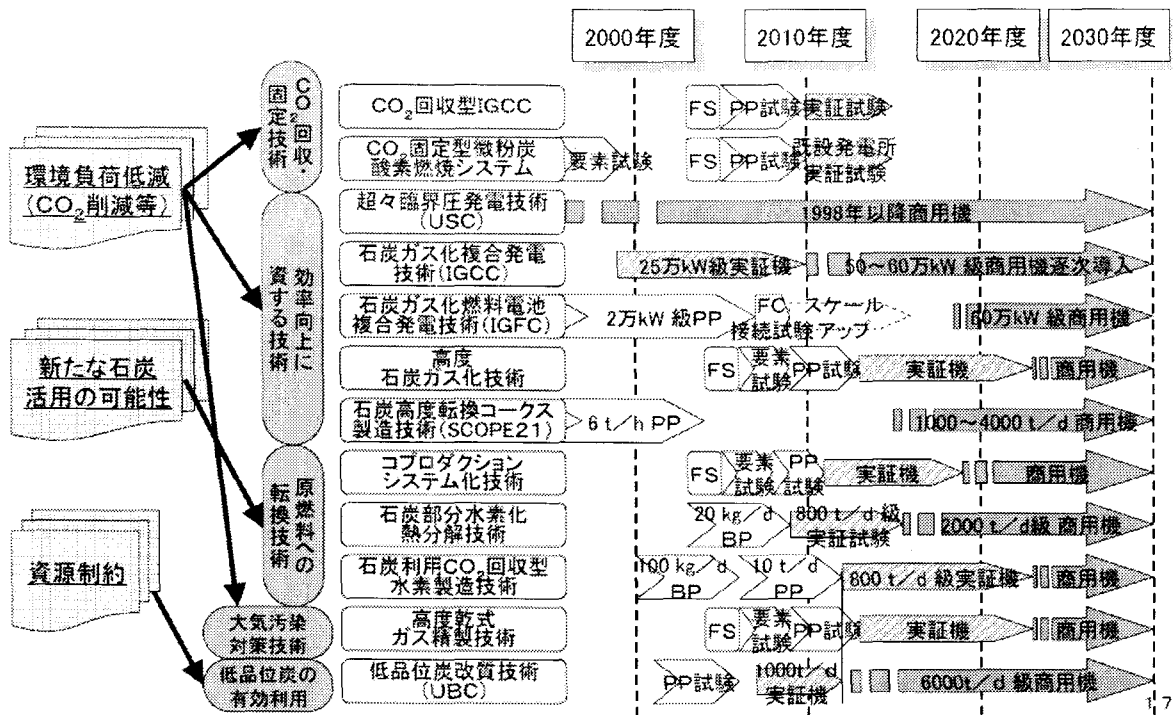 2000年度
2010年度
2020年度
2030年度
環境負荷低減
(CO2削減等)
新たな石炭
活用の可能性
資源制約
CO2回収・
固定技術
効率向上に
資する技術
原燃料への
転換技術
大気汚染
対策技術
低品位炭の
有効利用
CO2回収型IGCC
FS
PP試験
実証試験
CO2固定型微粉炭
酸素燃焼システム
要素試験
FS
PP試験
既設発電所
実証試験
超々臨界圧発電技術
(USC)
1998年以降商用機
石炭ガス化複合発電
技術(IGCC)
25万kW級実証機
50～60万kW 級商用機逐次導入
石炭ガス化燃料電池
複合発電技術(IGFC)
2万kW 級PP
FC
接続試験
スケール
アップ
60万kW 級商用機
高度
石炭ガス化技術
FS
要素
試験
PP試験
実証機
商用機
石炭高度転換コークス
製造技術(SCOPE21)
6 t/h PP
1000～4000 t/d 商用機
コプロダクション
システム化技術
FS
要素
試験
PP
試験
実証機
商用機
石炭部分水素化
熱分解技術
20 kg/d
BP
800 t/d 級
実証試験
2000 t/d級 商用機
石炭利用CO2回収型
水素製造技術
100 kg/d
BP
10 t/d
PP
800 t/d 級実証機
商用機
高度乾式
ガス精製技術
FS
要素
試験
PP試験
実証機
商用機
低品位炭改質技術
(UBC)
PP試験
1000t/d
実証機
6000t/d 級商用機
17